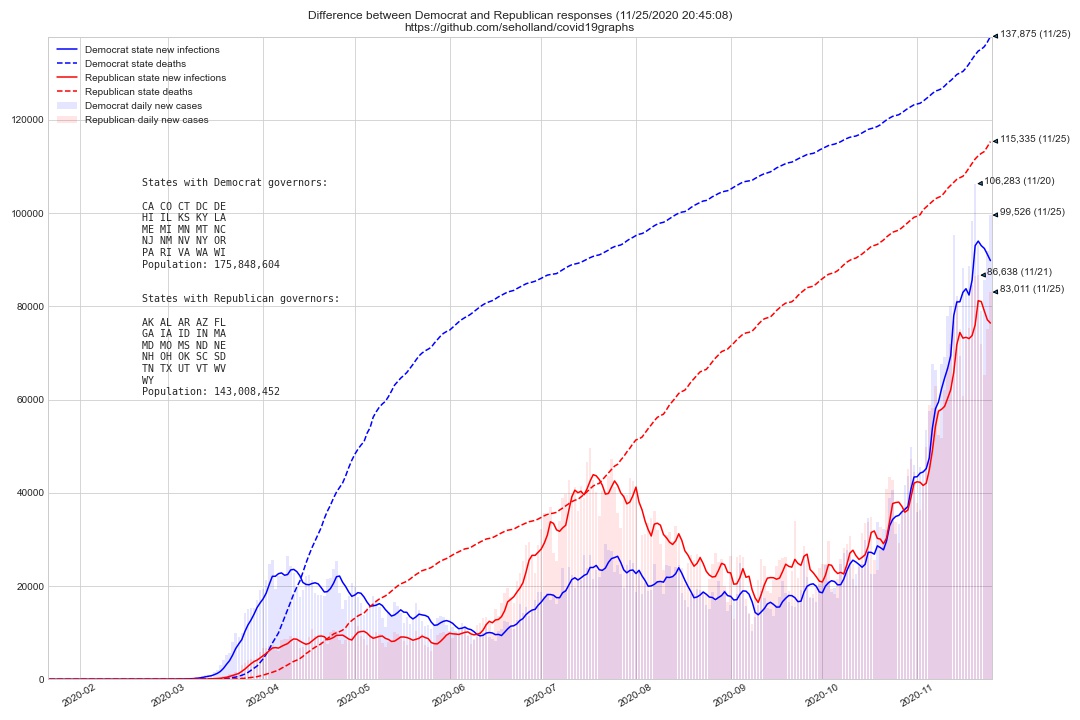 Difference between Democrat and Republican responses (11/25/2020 20:45:08)
https://github.com/seholland/covid19graphs
Democrat state new infections
Democrat state deaths
Republican state new infections
Republican state deaths
Democrat daily new cases
Republican daily new cases
States with Democrat governors:
CA CO CT DC DE
HI IL KS KY LA
ME MI MN MT NC
NJ NM NV NY OR
PA RI VA WA WI
Population: 175,848,604
States with Republican governors:
AK AL AR AZ FL
GA IA ID IN MA
MD MO MS ND NE
NH OH OK SC SD
TN TX UT VT WV
WY
Population: 143,008,452
137,875 (11/25)
115,335 (11/25)
106,283 (11/20)
99,526 (11/25)
86,638 (11/21)
83,011 (11/25)
120000
100000
80000
60000
40000
20000
0
2020-02
2020-03
2020-04
2020-05
2020-06
2020-07
2020-08
2020-09
2020-10
2020-11